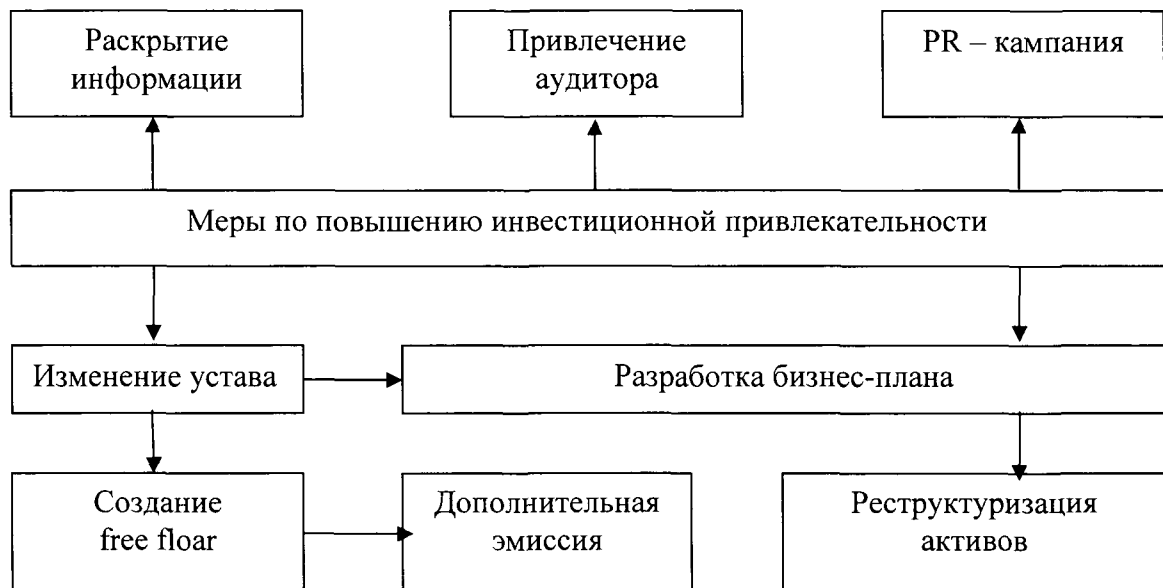 Раскрытие
информации
Привлечение
аудитора
PR – кампания
Меры по повышению инвестиционной привлекательности
Изменение устава
Разработка бизнес-плана
Создание
free floar
Дополнительная
эмиссия
Реструктуризация
активов